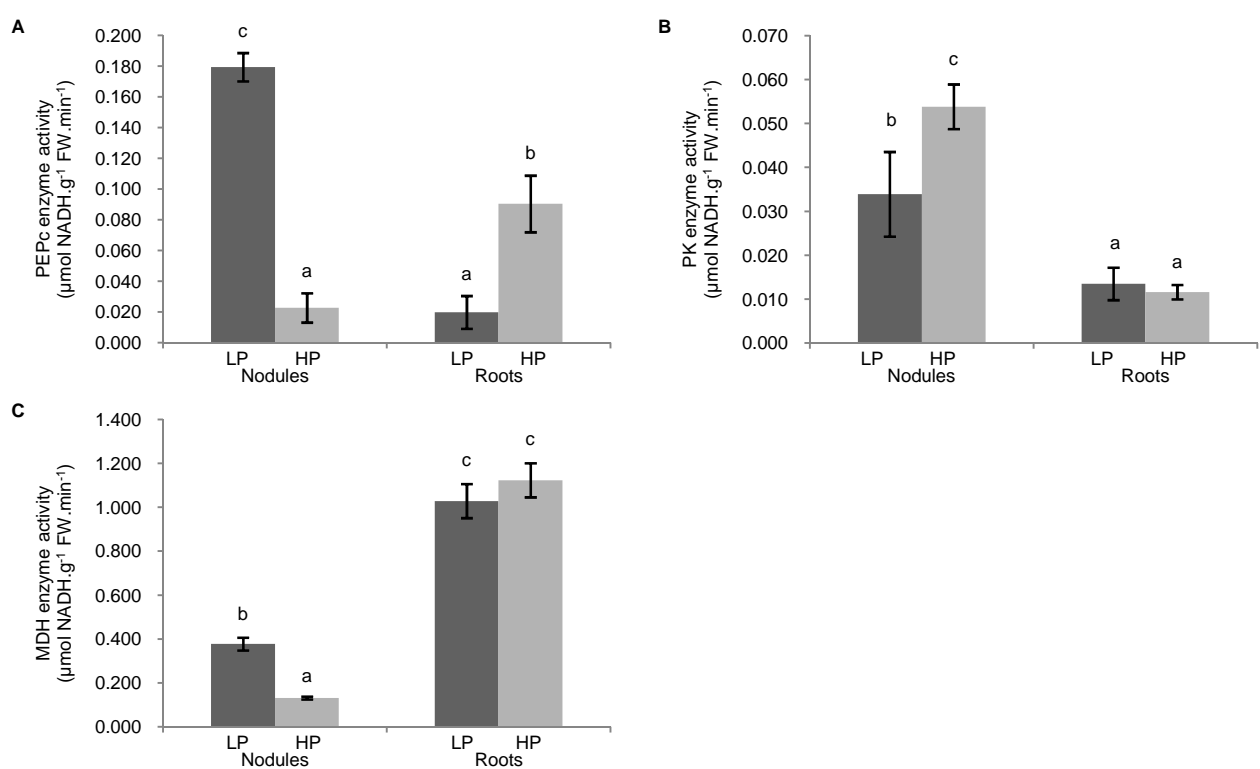 A
PEPc enzyme activity
(µmol NADH.g⁻¹ FW.min⁻¹)
0.200
0.180
0.160
0.140
0.120
0.100
0.080
0.060
0.040
0.020
0.000
c
a
a
b
LP HP LP HP
Nodules Roots
B
PK enzyme activity
(µmol NADH.g⁻¹ FW.min⁻¹)
0.070
0.060
0.050
0.040
0.030
0.020
0.010
0.000
b
c
a
a
LP HP LP HP
Nodules Roots
C
MDH enzyme activity
(µmol NADH.g⁻¹ FW.min⁻¹)
1.400
1.200
1.000
0.800
0.600
0.400
0.200
0.000
b
a
c
c
LP HP LP HP
Nodules Roots